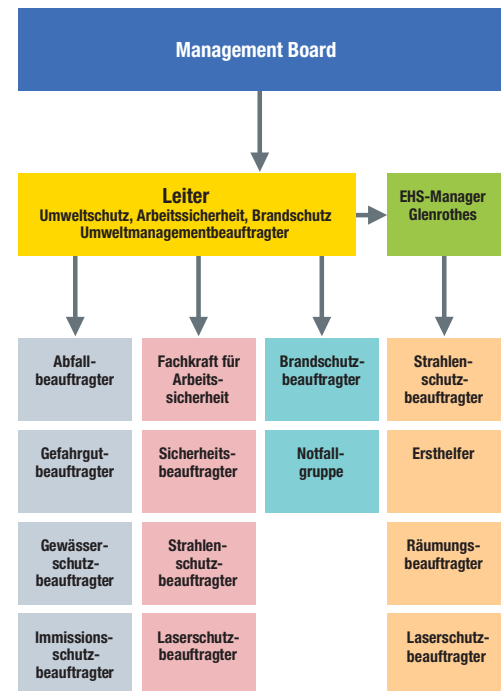 Management Board
Leiter
Umweltschutz, Arbeitssicherheit, Brandschutz
Umweltmanagementbeauftragter
EHS-Manager
Glenrothes
Abfall-
beauftragter
Fachkraft für
Arbeits-
sicherheit
Brandschutz-
beauftragter
Strahlen-
schutz-
beauftragter
Gefahrgut-
beauftragter
Sicherheits-
beauftragter
Notfall-
gruppe
Ersthelfer
Gewässer-
schutz-
beauftragter
Strahlen-
schutz-
beauftragter
Räumungs-
beauftragter
Immissions-
schutz-
beauftragter
Laserschutz-
beauftragter
Laserschutz-
beauftragter